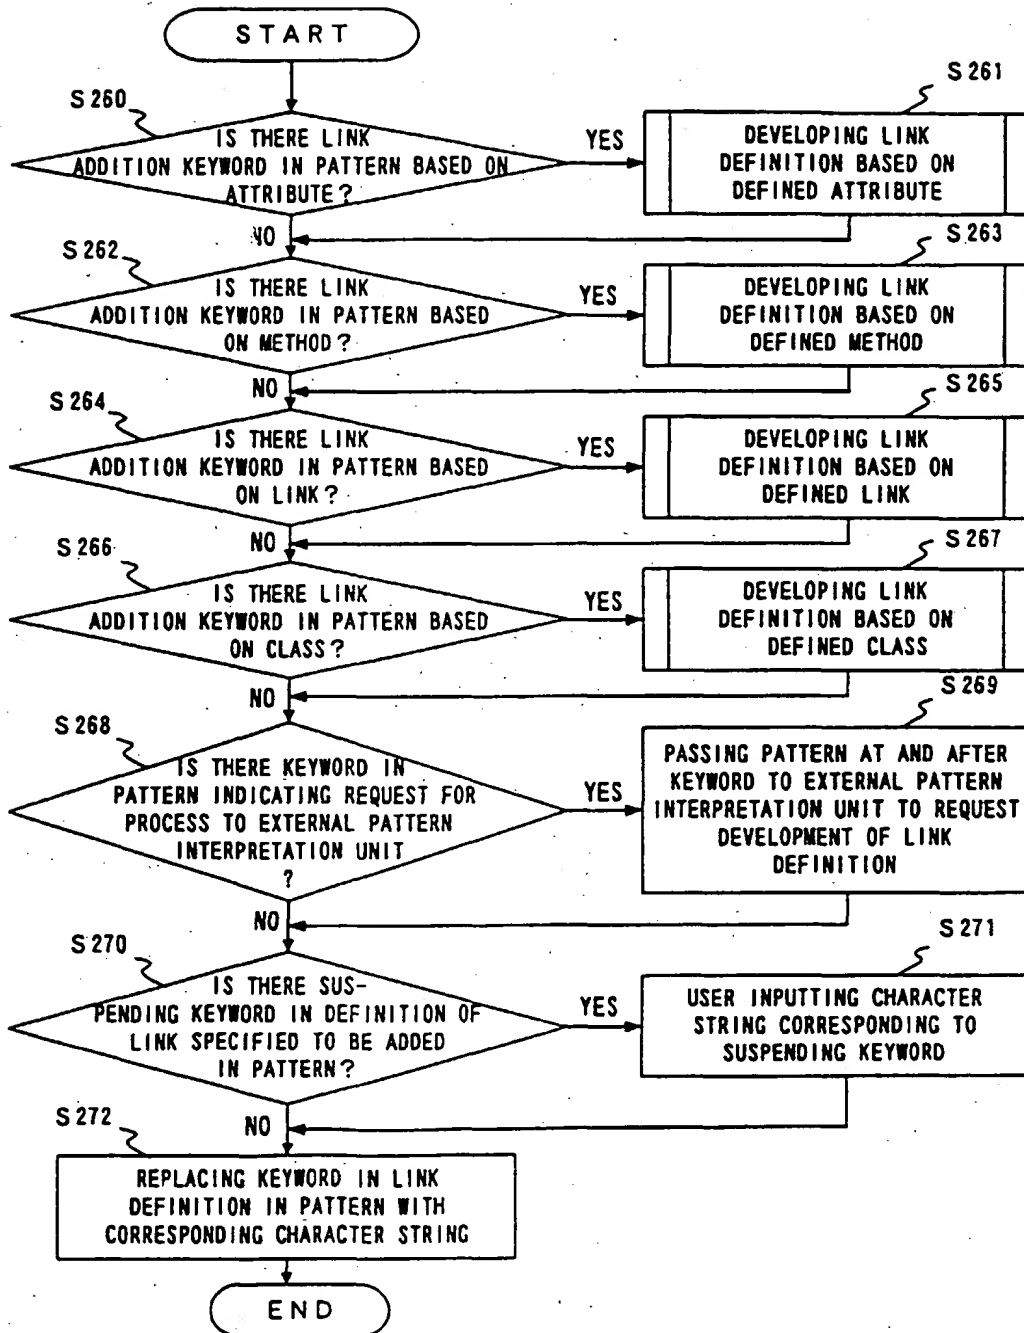 START
S260
IS THERE LINK
ADDITION KEYWORD IN PATTERN BASED ON
ATTRIBUTE?
YES
S261
DEVELOPING LINK
DEFINITION BASED ON
DEFINED ATTRIBUTE
NO
S262
IS THERE LINK
ADDITION KEYWORD IN PATTERN BASED
ON METHOD?
YES
S263
DEVELOPING LINK
DEFINITION BASED ON
DEFINED METHOD
NO
S264
IS THERE LINK
ADDITION KEYWORD IN PATTERN BASED
ON LINK?
YES
S265
DEVELOPING LINK
DEFINITION BASED ON
DEFINED LINK
NO
S266
IS THERE LINK
ADDITION KEYWORD IN PATTERN BASED
ON CLASS?
YES
S267
DEVELOPING LINK
DEFINITION BASED ON
DEFINED CLASS
NO
S268
IS THERE KEYWORD IN
PATTERN INDICATING REQUEST FOR
PROCESS TO EXTERNAL PATTERN
INTERPRETATION UNIT
?
YES
S269
PASSING PATTERN AT AND AFTER
KEYWORD TO EXTERNAL PATTERN
INTERPRETATION UNIT TO REQUEST
DEVELOPMENT OF LINK
DEFINITION
NO
S270
IS THERE SUS-
PENDING KEYWORD IN DEFINITION OF
LINK SPECIFIED TO BE ADDED
IN PATTERN?
YES
S271
USER INPUTTING CHARACTER
STRING CORRESPONDING TO
SUSPENDING KEYWORD
NO
S272
REPLACING KEYWORD IN LINK
DEFINITION IN PATTERN WITH
CORRESPONDING CHARACTER STRING
END